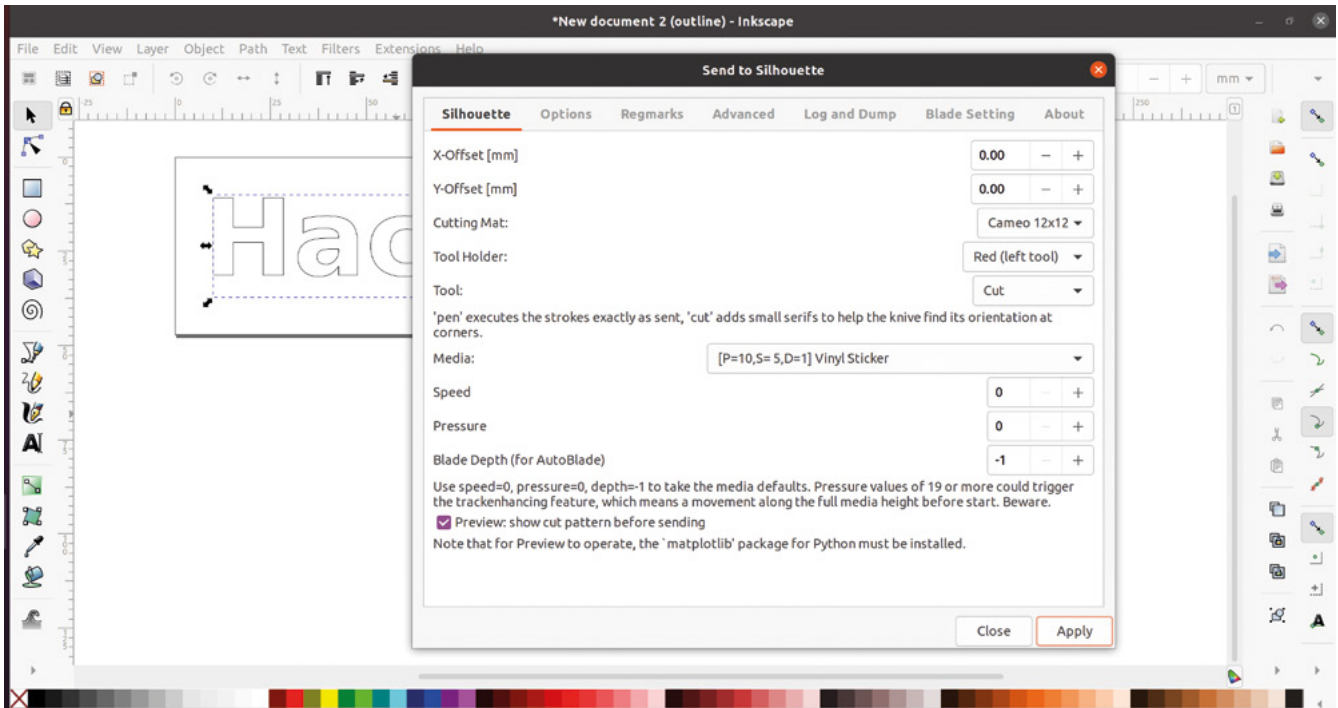 *New document 2 (outline) - Inkscape
File Edit View Layer Object Path Text Filters Extensions Help
mm
Send to Silhouette
Silhouette Options Regmarks Advanced Log and Dump Blade Setting About
X-Offset [mm] 0.00
Y-Offset [mm] 0.00
Cutting Mat: Cameo 12x12
Tool Holder: Red (left tool)
Tool: Cut
'pen' executes the strokes exactly as sent, 'cut' adds small serifs to help the knive find its orientation at
corners.
Media: [P=10,S= 5,D=1] Vinyl Sticker
Speed 0
Pressure 0
Blade Depth (for AutoBlade) -1
Use speed=0, pressure=0, depth=-1 to take the media defaults. Pressure values of 19 or more could trigger
the trackenhancing feature, which means a movement along the full media height before start. Beware.
Preview: show cut pattern before sending
Note that for Preview to operate, the `matplotlib' package for Python must be installed.
Close Apply
-25 0 25 50 250
Hac